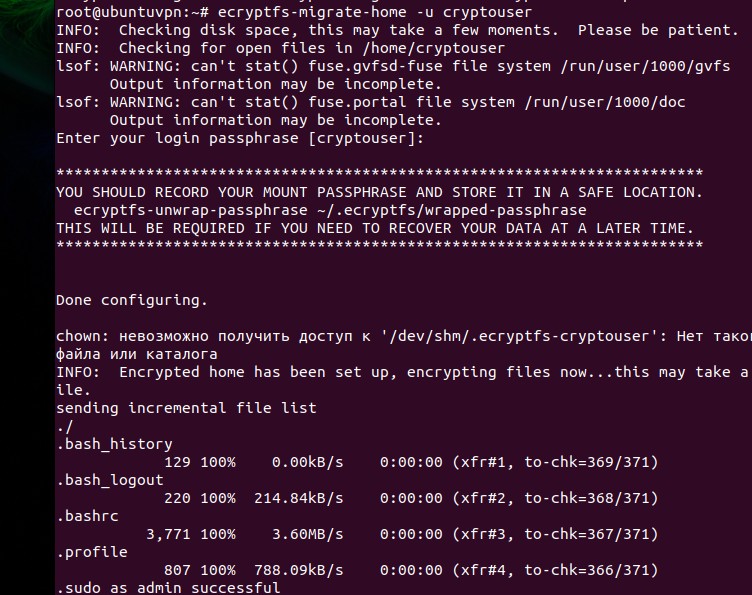 root@ubuntuvpn:~# ecryptfs-migrate-home -u cryptouser
INFO:  Checking disk space, this may take a few moments.  Please be patient.
INFO:  Checking for open files in /home/cryptouser
lsof: WARNING: can't stat() fuse.gvfsd-fuse file system /run/user/1000/gvfs
      Output information may be incomplete.
lsof: WARNING: can't stat() fuse.portal file system /run/user/1000/doc
      Output information may be incomplete.
Enter your login passphrase [cryptouser]:
************************************************************************
YOU SHOULD RECORD YOUR MOUNT PASSPHRASE AND STORE IT IN A SAFE LOCATION.
  ecryptfs-unwrap-passphrase ~/.ecryptfs/wrapped-passphrase
THIS WILL BE REQUIRED IF YOU NEED TO RECOVER YOUR DATA AT A LATER TIME.
************************************************************************
Done configuring.
chown: невозможно получить доступ к '/dev/shm/.ecryptfs-cryptouser': Нет
файла или каталога
INFO:  Encrypted home has been set up, encrypting files now...this may take a
ile.
sending incremental file list
./
.bash_history
            129 100%    0.00kB/s    0:00:00 (xfr#1, to-chk=369/371)
.bash_logout
            220 100%  214.84kB/s    0:00:00 (xfr#2, to-chk=368/371)
.bashrc
          3,771 100%    3.60MB/s    0:00:00 (xfr#3, to-chk=367/371)
.profile
            807 100%  788.09kB/s    0:00:00 (xfr#4, to-chk=366/371)
.sudo_as_admin_successful